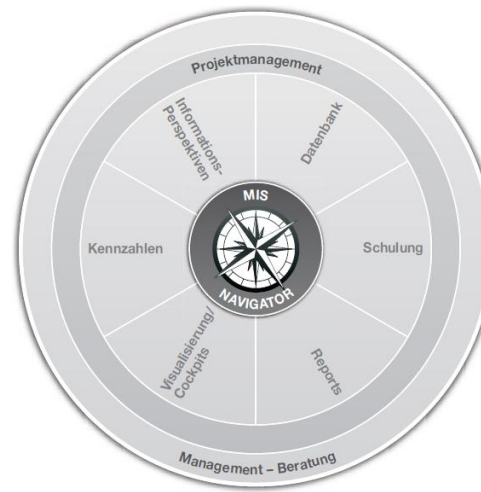 Projektmanagement
Informations-
Perspektiven
Datenbank
MIS
NAVIGATOR
Kennzahlen
Schulung
Visualisierung/
Cockpits
Reports
Management – Beratung